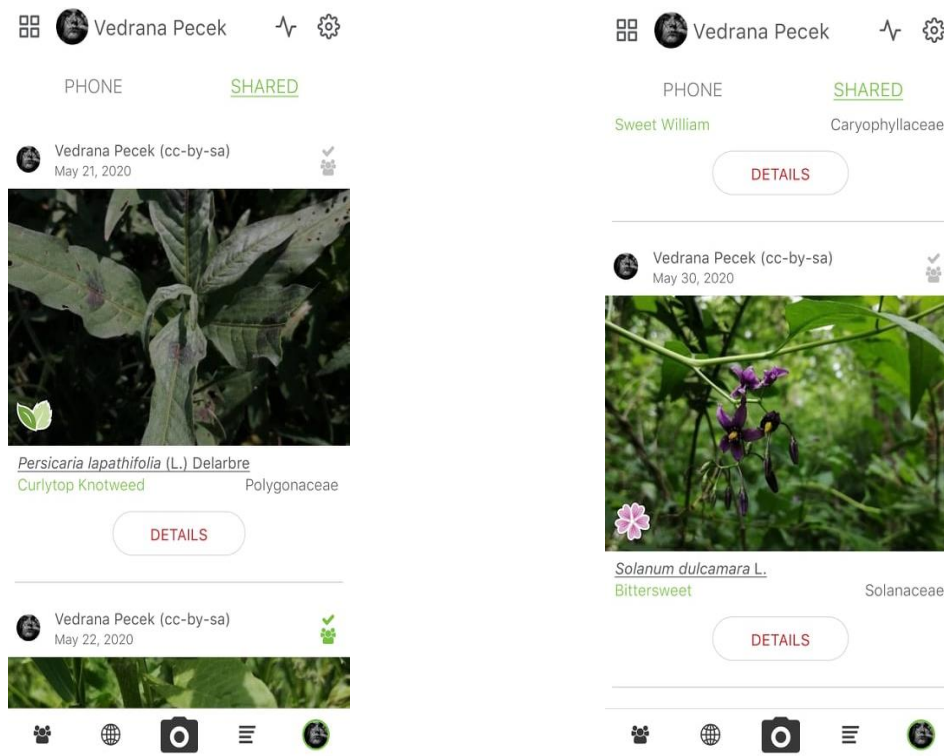 Vedrana Pecek
PHONE
SHARED
Vedrana Pecek (cc-by-sa)
May 21, 2020
Persicaria lapathifolia (L.) Delarbre
Curlytop Knotweed
Polygonaceae
DETAILS
Vedrana Pecek (cc-by-sa)
May 22, 2020
Vedrana Pecek
PHONE
SHARED
Sweet William
Caryophyllaceae
DETAILS
Vedrana Pecek (cc-by-sa)
May 30, 2020
Solanum dulcamara L.
Bittersweet
Solanaceae
DETAILS